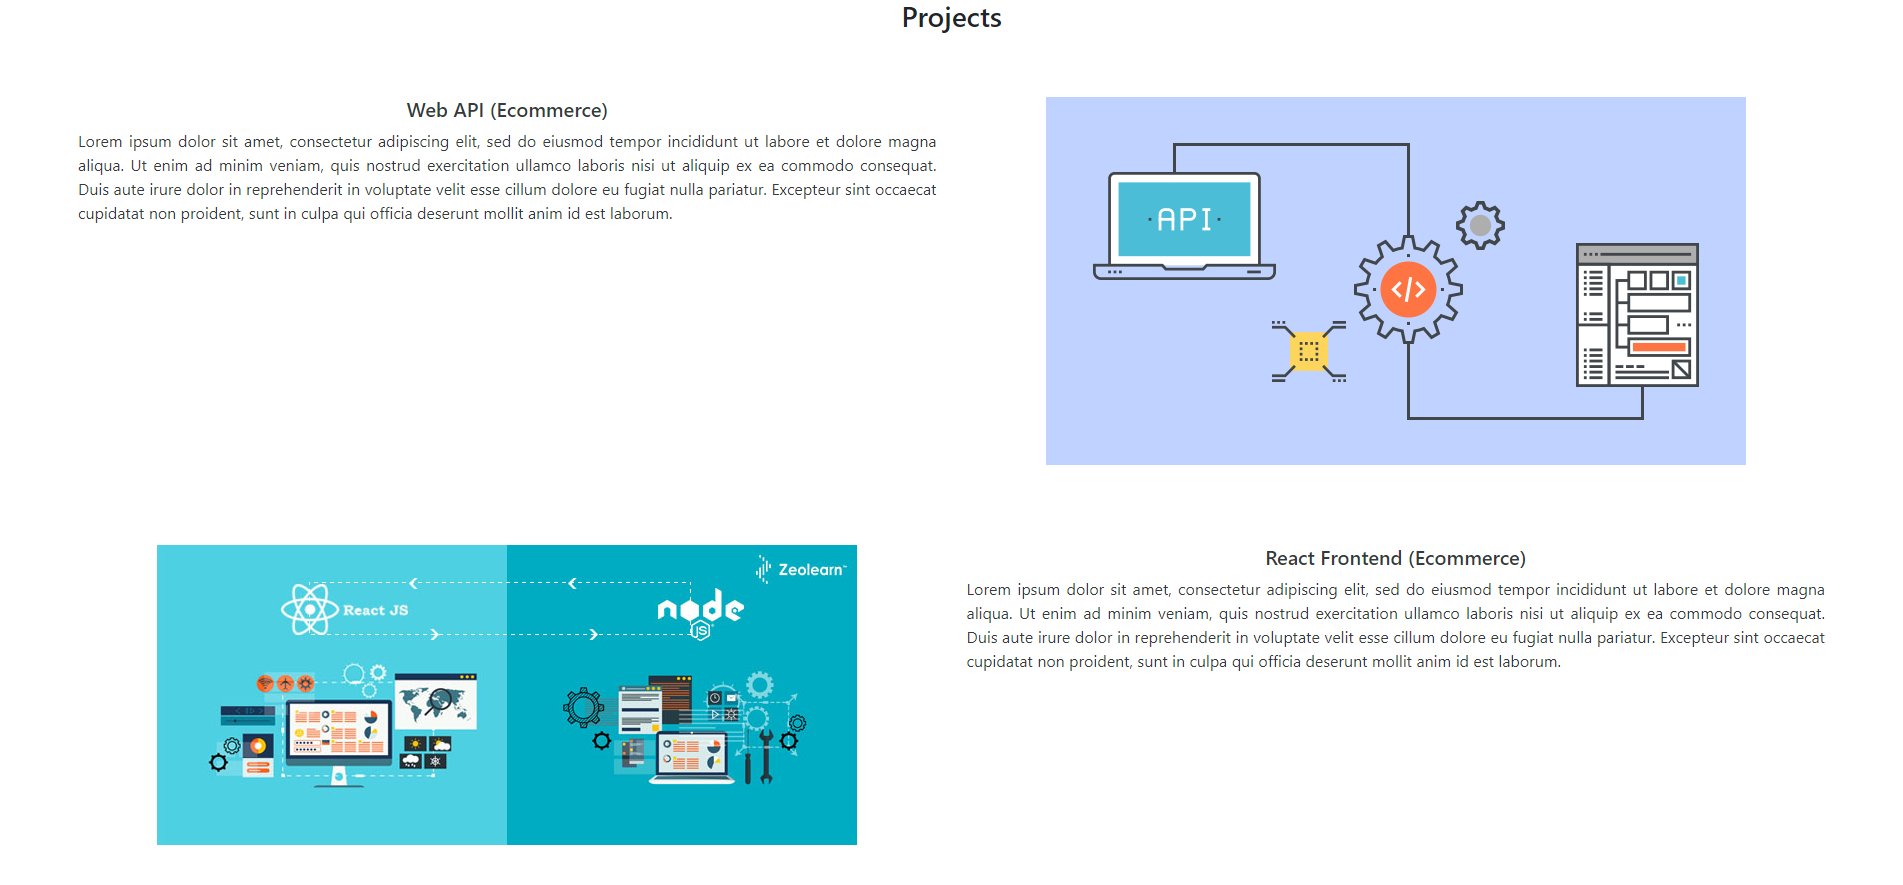 Projects
Web API (Ecommerce)
Lorem ipsum dolor sit amet, consectetur adipiscing elit, sed do eiusmod tempor incididunt ut labore et dolore magna
aliqua. Ut enim ad minim veniam, quis nostrud exercitation ullamco laboris nisi ut aliquip ex ea commodo consequat.
Duis aute irure dolor in reprehenderit in voluptate velit esse cillum dolore eu fugiat nulla pariatur. Excepteur sint occaecat
cupidatat non proident, sunt in culpa qui officia deserunt mollit anim id est laborum.
API
</>
Zeolearn™
React JS
node
JS
React Frontend (Ecommerce)
Lorem ipsum dolor sit amet, consectetur adipiscing elit, sed do eiusmod tempor incididunt ut labore et dolore magna
aliqua. Ut enim ad minim veniam, quis nostrud exercitation ullamco laboris nisi ut aliquip ex ea commodo consequat.
Duis aute irure dolor in reprehenderit in voluptate velit esse cillum dolore eu fugiat nulla pariatur. Excepteur sint occaecat
cupidatat non proident, sunt in culpa qui officia deserunt mollit anim id est laborum.